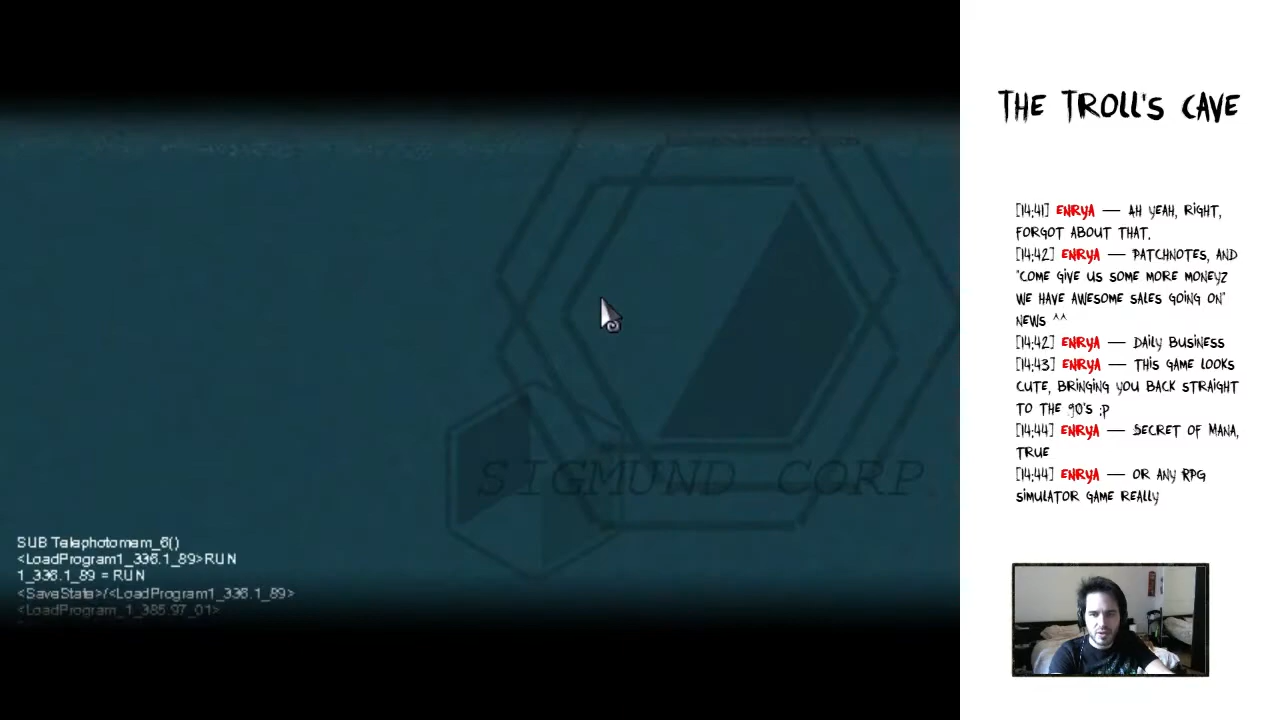 THE TROLL'S CAVE
[14:41] ENRYA — AH YEAH, RIGHT,
FORGOT ABOUT THAT.
[14:42] ENRYA — PATCHNOTES, AND
"COME GIVE US SOME MORE MONEYZ
WE HAVE AWESOME SALES GOING ON"
NEWS ^^
[14:42] ENRYA — DAILY BUSINESS
[14:43] ENRYA — THIS GAME LOOKS
CUTE, BRINGING YOU BACK STRAIGHT
TO THE 90'S :P
[14:44] ENRYA — SECRET OF MANA,
TRUE
[14:44] ENRYA — OR ANY RPG
SIMULATOR GAME REALLY
SIGMUND CORP.
SUB Telephotomem_6()
<LoadProgram1_336.1_89>RUN
1_336.1_89 = RUN
<SaveState>/<LoadProgram1_336.1_89>
<LoadProgram_1_385.97_01>